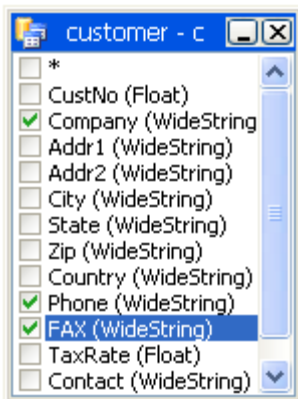 customer - c
*
CustNo (Float)
Company (WideString
Addr1 (WideString)
Addr2 (WideString)
City (WideString)
State (WideString)
Zip (WideString)
Country (WideString)
Phone (WideString)
FAX (WideString)
TaxRate (Float)
Contact (WideString)